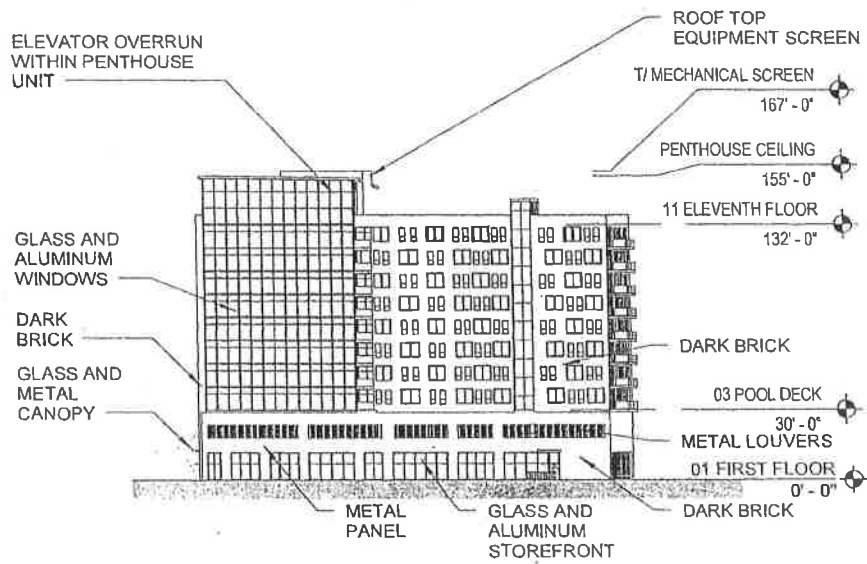 ELEVATOR OVERRUN
WITHIN PENTHOUSE
UNIT
ROOF TOP
EQUIPMENT SCREEN
T/ MECHANICAL SCREEN
167' - 0"
PENTHOUSE CEILING
155' - 0"
11 ELEVENTH FLOOR
132' - 0"
GLASS AND
ALUMINUM
WINDOWS
DARK
BRICK
GLASS AND
METAL
CANOPY
DARK BRICK
03 POOL DECK
30' - 0"
METAL LOUVERS
01 FIRST FLOOR
0' - 0"
METAL
PANEL
GLASS AND
ALUMINUM
STOREFRONT
DARK BRICK